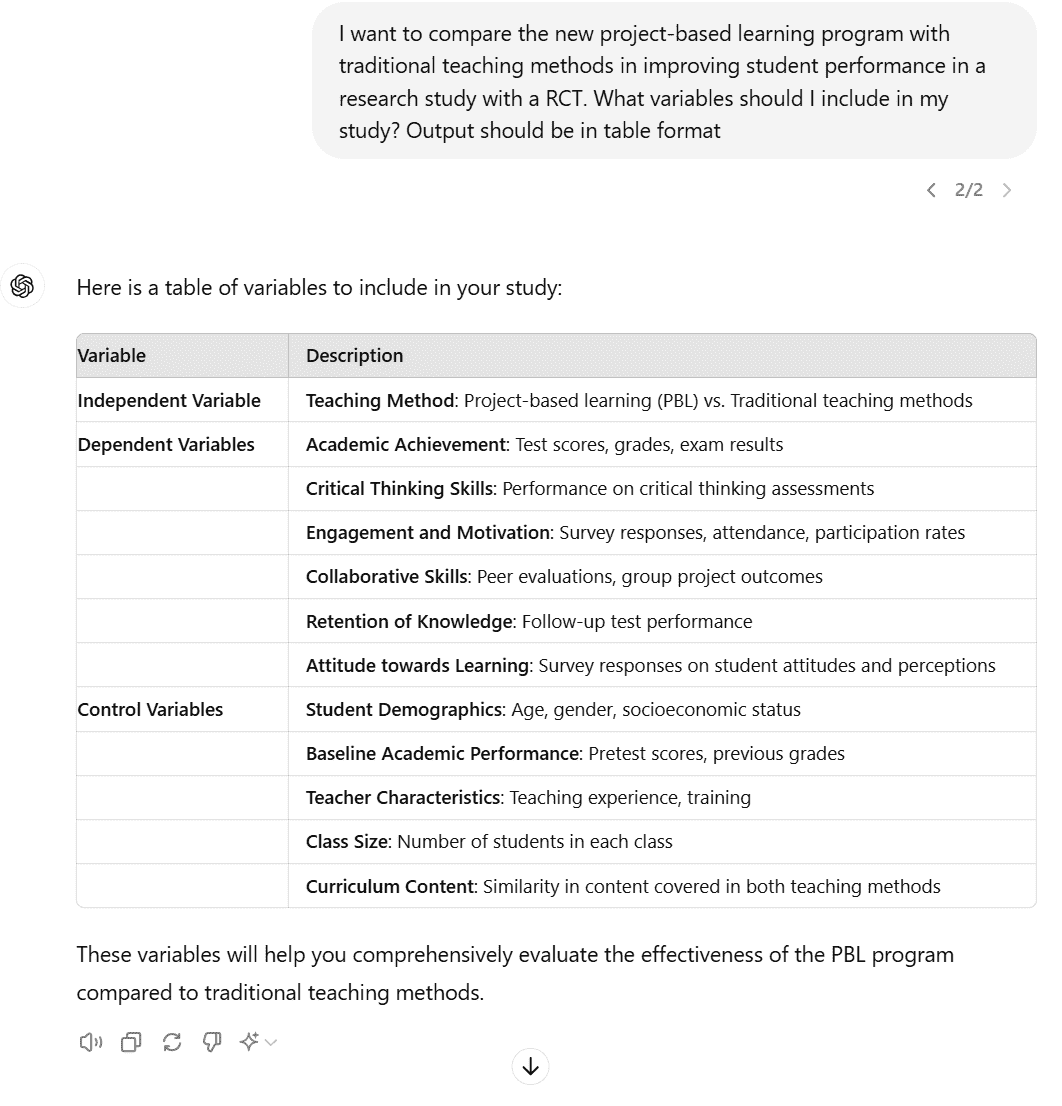 I want to compare the new project-based learning program with
traditional teaching methods in improving student performance in a
research study with a RCT. What variables should I include in my
study? Output should be in table format
2/2
Here is a table of variables to include in your study:
Variable Description
Independent Variable Teaching Method: Project-based learning (PBL) vs. Traditional teaching methods
Dependent Variables Academic Achievement: Test scores, grades, exam results
Critical Thinking Skills: Performance on critical thinking assessments
Engagement and Motivation: Survey responses, attendance, participation rates
Collaborative Skills: Peer evaluations, group project outcomes
Retention of Knowledge: Follow-up test performance
Attitude towards Learning: Survey responses on student attitudes and perceptions
Control Variables Student Demographics: Age, gender, socioeconomic status
Baseline Academic Performance: Pretest scores, previous grades
Teacher Characteristics: Teaching experience, training
Class Size: Number of students in each class
Curriculum Content: Similarity in content covered in both teaching methods
These variables will help you comprehensively evaluate the effectiveness of the PBL program
compared to traditional teaching methods.